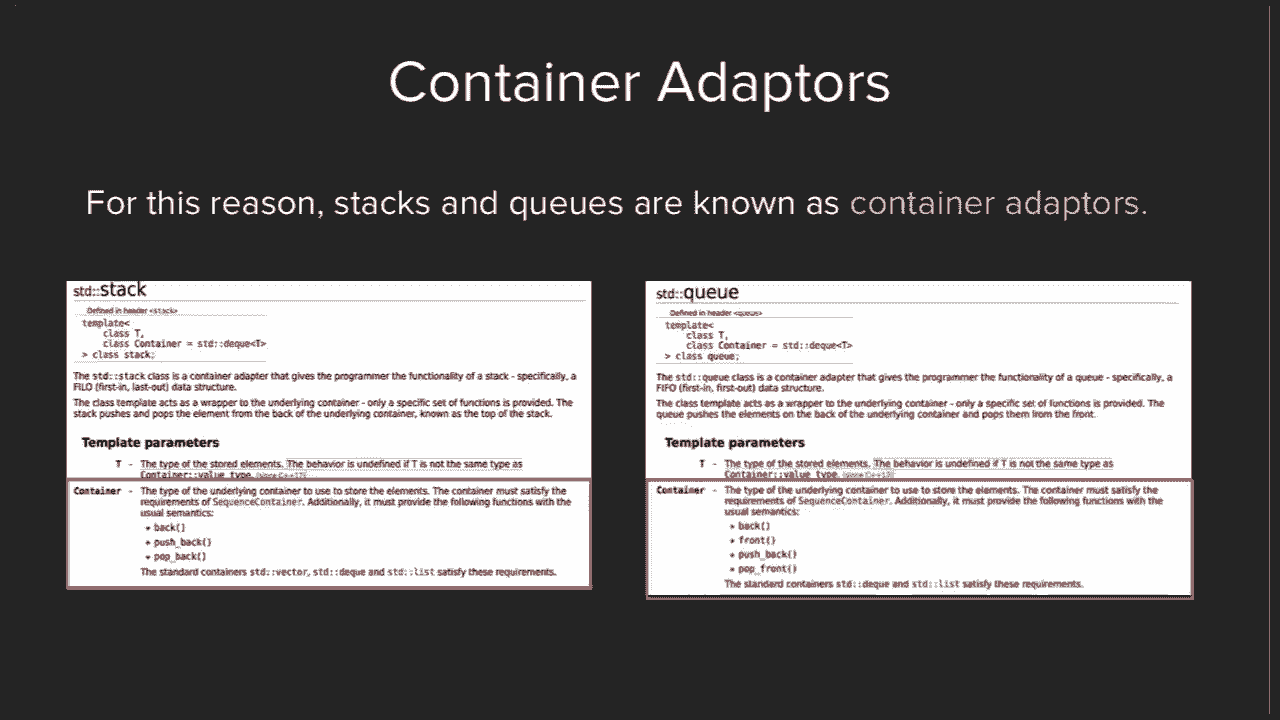 Container Adaptors
For this reason, stacks and queues are known as container adaptors.
std::stack
Defined in header <stack>
template<
class T,
class Container = std::deque<T>
> class stack;
The std::stack class is a container adapter that gives the programmer the functionality of a stack - specifically, a
FILO (first-in, last-out) data structure.
The class template acts as a wrapper to the underlying container - only a specific set of functions is provided. The
stack pushes and pops the element from the back of the underlying container, known as the top of the stack.
Template parameters
T - The type of the stored elements. The behavior is undefined if T is not the same type as
Container::value_type. (since C++17)
Container - The type of the underlying container to use to store the elements. The container must satisfy the
requirements of SequenceContainer. Additionally, it must provide the following functions with the
usual semantics:
* back()
* push_back()
* pop_back()
The standard containers std::vector, std::deque and std::list satisfy these requirements.
std::queue
Defined in header <queue>
template<
class T,
class Container = std::deque<T>
> class queue;
The std::queue class is a container adapter that gives the programmer the functionality of a queue - specifically, a
FIFO (first-in, first-out) data structure.
The class template acts as a wrapper to the underlying container - only a specific set of functions is provided. The
queue pushes the elements on the back of the underlying container and pops them from the front.
Template parameters
T - The type of the stored elements. The behavior is undefined if T is not the same type as
Container::value_type. (since C++17)
Container - The type of the underlying container to use to store the elements. The container must satisfy the
requirements of SequenceContainer. Additionally, it must provide the following functions with the
usual semantics:
* back()
* front()
* push_back()
* pop_front()
The standard containers std::deque and std::list satisfy these requirements.